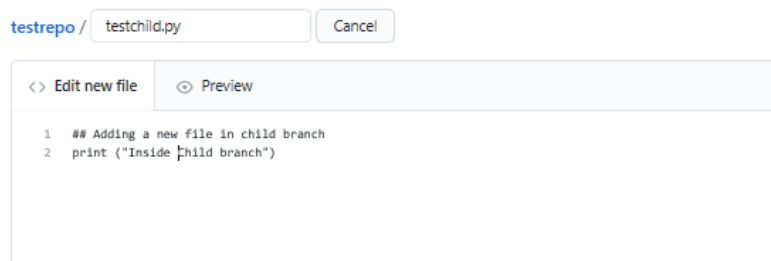 testrepo / testchild.py Cancel
<> Edit new file Preview
1 ## Adding a new file in child branch
2 print ("Inside Child branch")